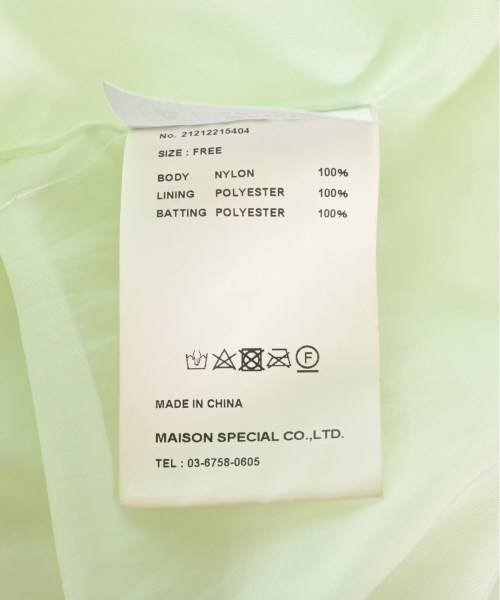 No. 21212215404
SIZE : FREE
BODY NYLON 100%
LINING POLYESTER 100%
BATTING POLYESTER 100%
F
MADE IN CHINA
MAISON SPECIAL CO.,LTD.
TEL : 03-6758-0605